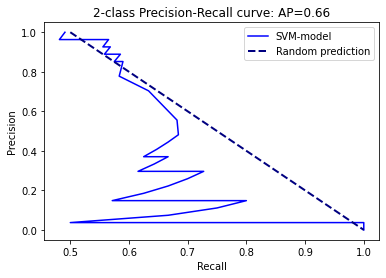 2-class Precision-Recall curve: AP=0.66
SVM-model
Random prediction
Precision
1.0
0.8
0.6
0.4
0.2
0.0
0.5 0.6 0.7 0.8 0.9 1.0
Recall